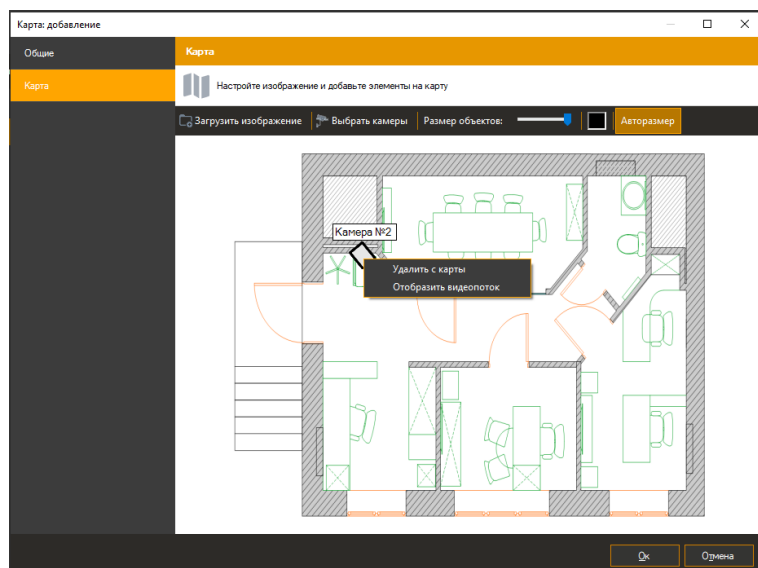 Карта: добавление
Общие
Карта
Карта
Настройте изображение и добавьте элементы на карту
Загрузить изображение
Выбрать камеры
Размер объектов:
Авторазмер
Камера №2
Удалить с карты
Отобразить видеопоток
Ок
Отмена